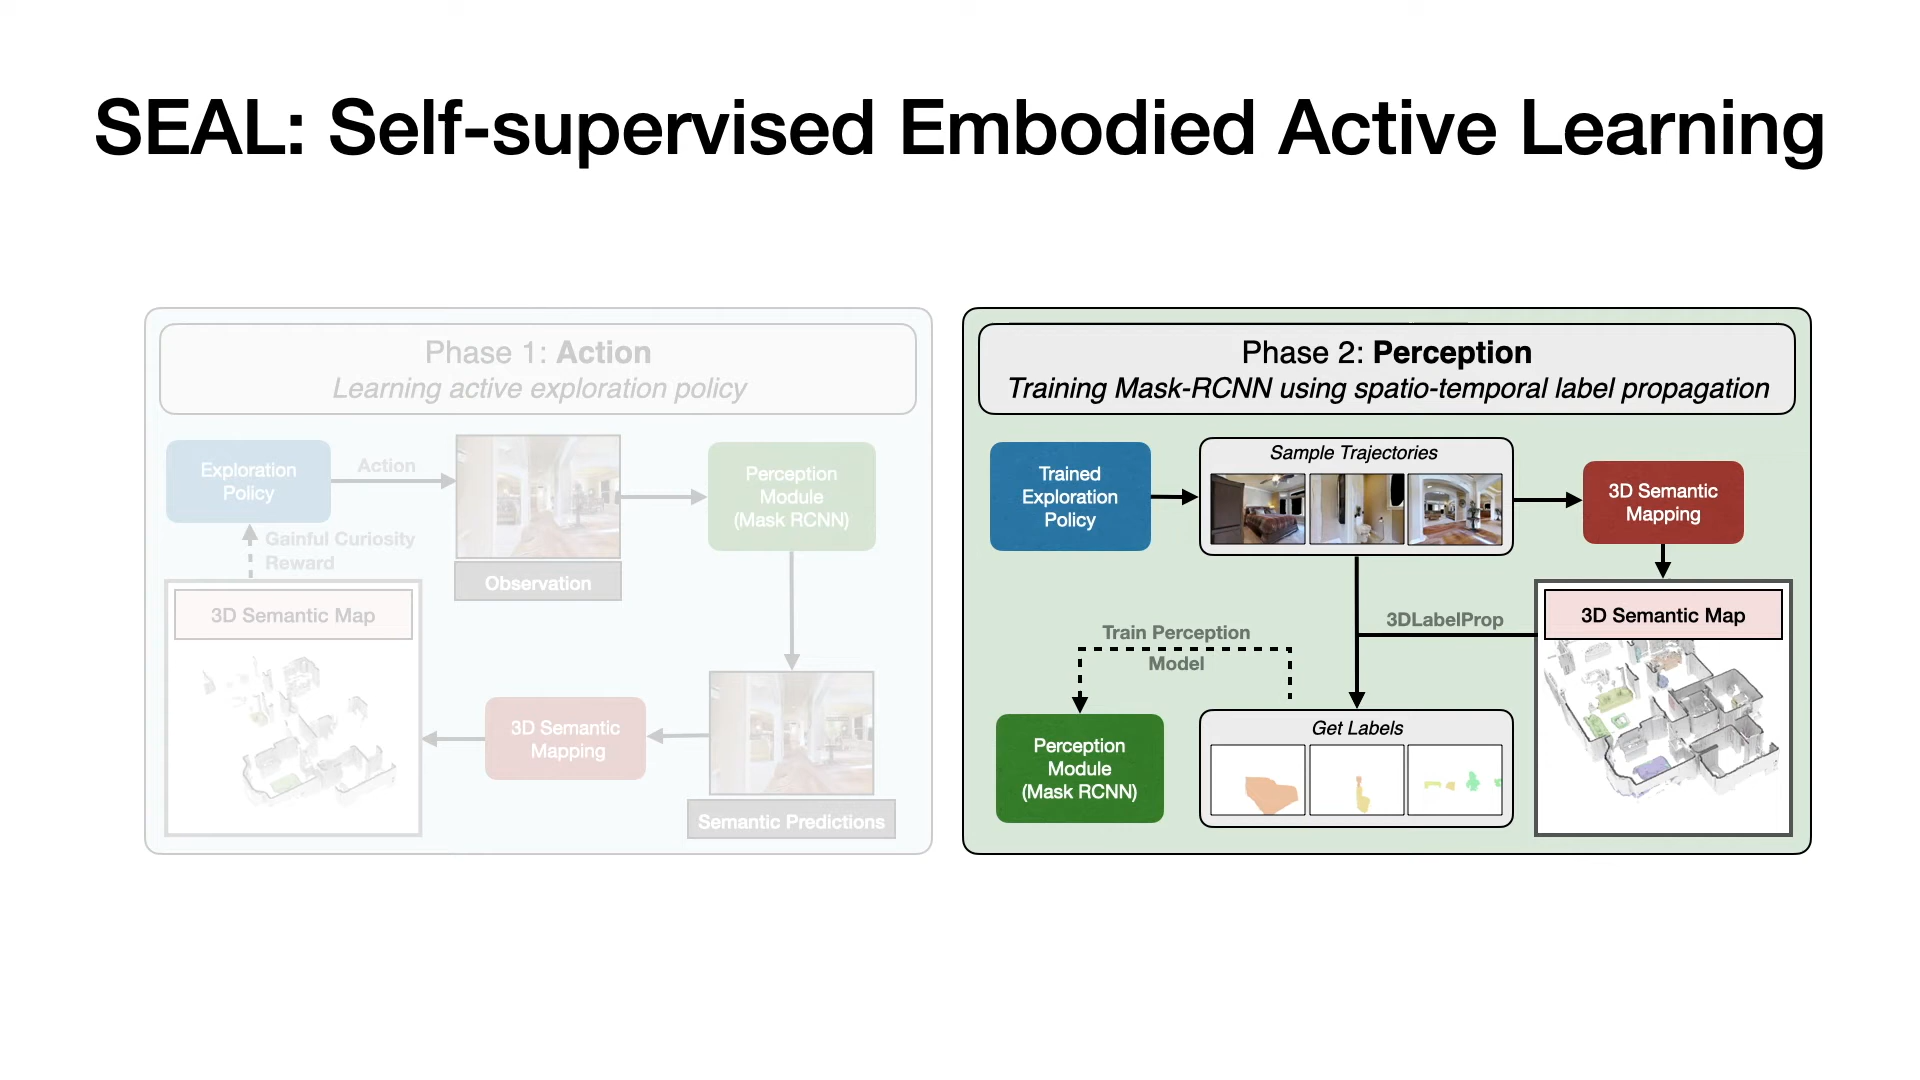 SEAL: Self-supervised Embodied Active Learning
Phase 1: Action
Learning active exploration policy
Exploration
Policy
Action
Perception
Module
(Mask RCNN)
Gainful Curiosity
Reward
Observation
3D Semantic Map
3D Semantic
Mapping
Semantic Predictions
Phase 2: Perception
Training Mask-RCNN using spatio-temporal label propagation
Trained
Exploration
Policy
Sample Trajectories
3D Semantic
Mapping
3D Semantic Map
3DLabelProp
Train Perception
Model
Perception
Module
(Mask RCNN)
Get Labels